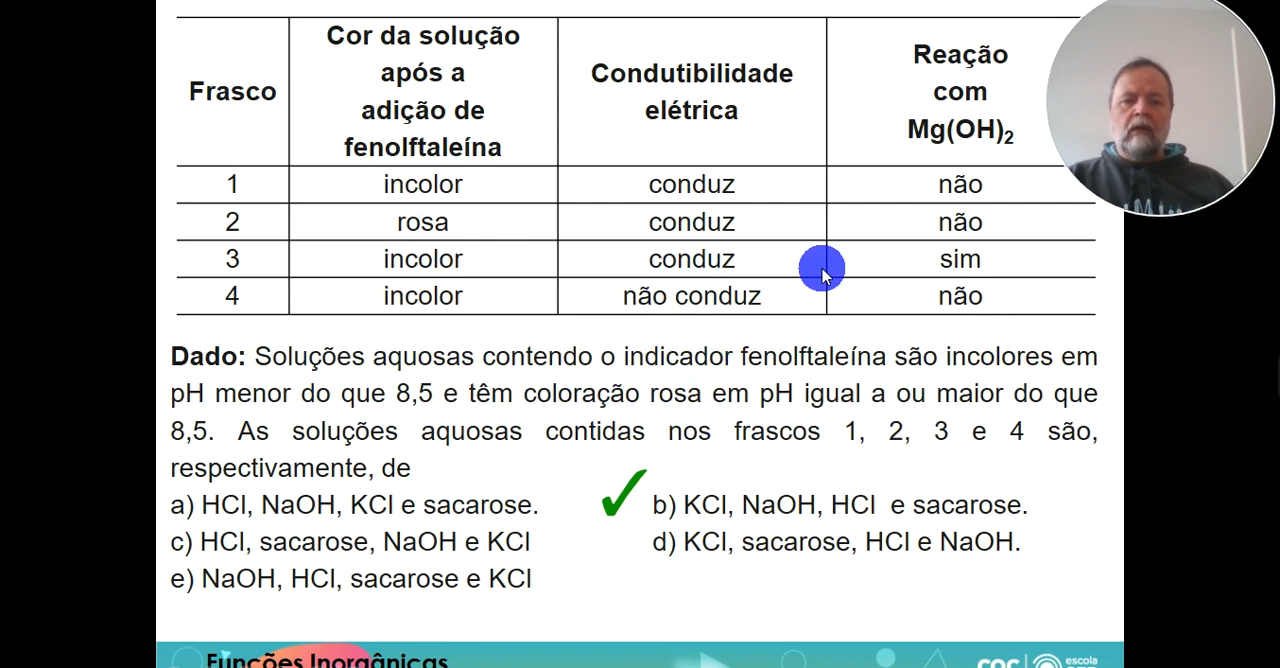 Frasco
Cor da solução
após a
adição de
fenolftaleína
Condutibilidade
elétrica
Reação
com
Mg(OH)₂
1 incolor conduz não
2 rosa conduz não
3 incolor conduz sim
4 incolor não conduz não
Dado: Soluções aquosas contendo o indicador fenolftaleína são incolores em
pH menor do que 8,5 e têm coloração rosa em pH igual a ou maior do que
8,5. As soluções aquosas contidas nos frascos 1, 2, 3 e 4 são,
respectivamente, de
a) HCl, NaOH, KCl e sacarose.
b) KCl, NaOH, HCl e sacarose.
c) HCl, sacarose, NaOH e KCl
d) KCl, sacarose, HCl e NaOH.
e) NaOH, HCl, sacarose e KCl
Funções Inorgânicas
coc
escola